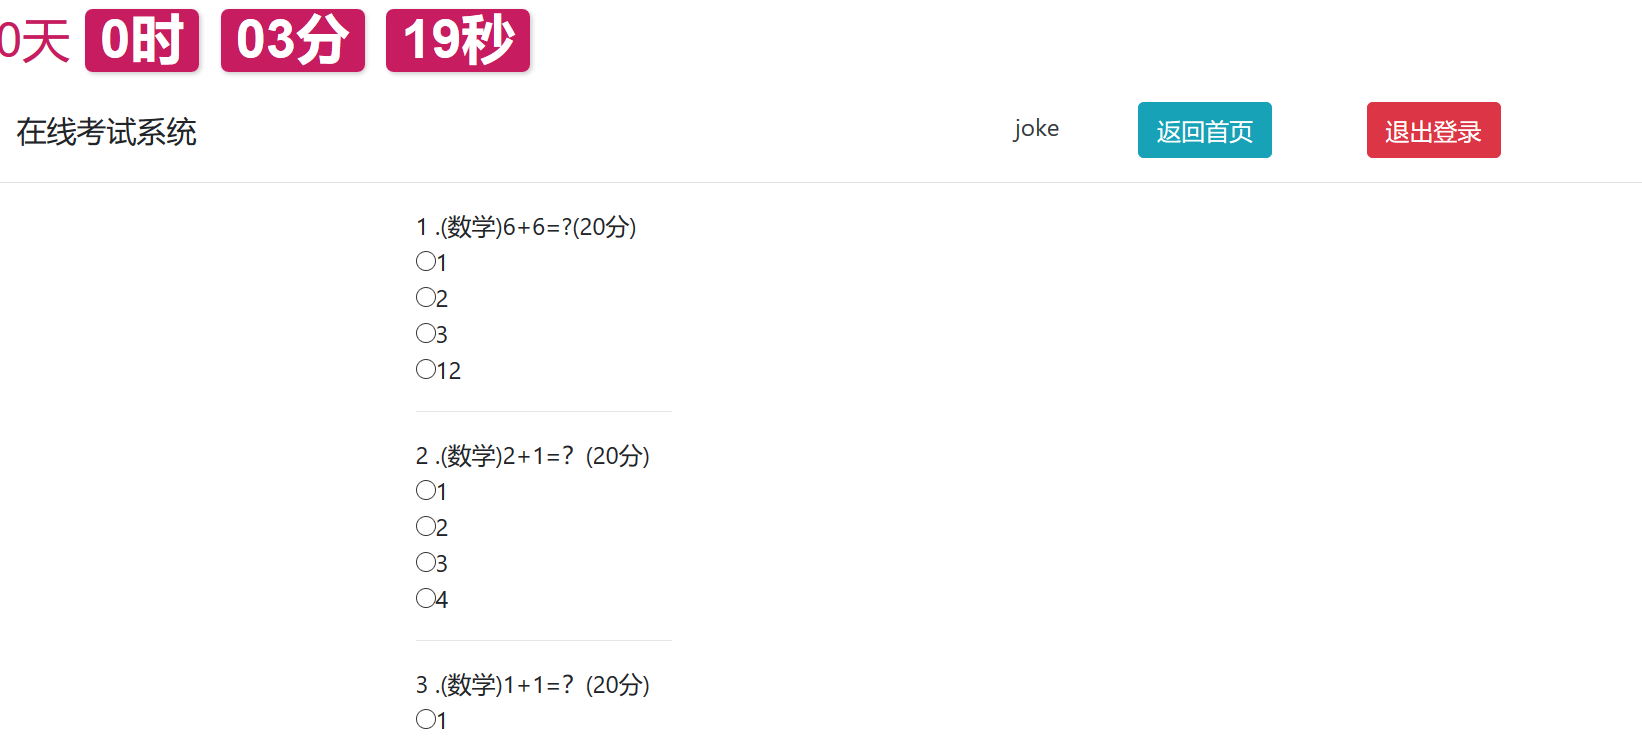 0天 0时 03分 19秒
在线考试系统 joke 返回首页 退出登录
1 .(数学)6+6=?(20分)
1
2
3
12
2 .(数学)2+1=？(20分)
1
2
3
4
3 .(数学)1+1=？(20分)
1